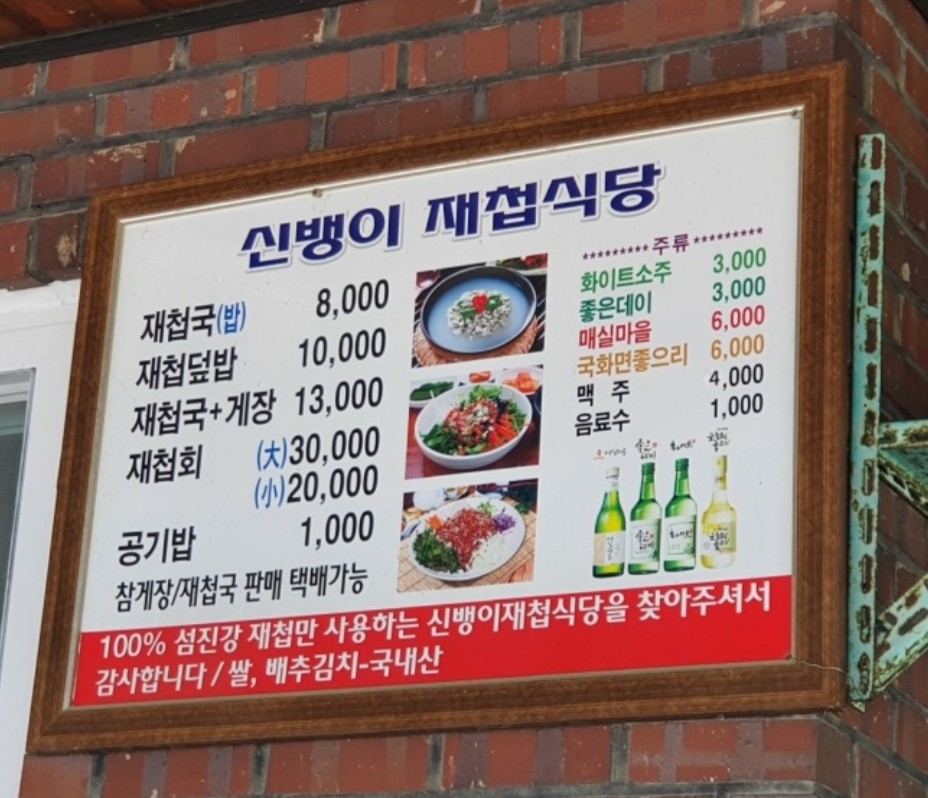 신뱅이 재첩식당
재첩국(밥) 8,000
재첩덮밥 10,000
재첩국+게장 13,000
재첩회 (大)30,000
(小)20,000
공기밥 1,000
참게장/재첩국 판매 택배가능
********* 주류 *********
화이트소주 3,000
좋은데이 3,000
매실마을 6,000
국화면좋으리 6,000
맥 주 4,000
음료수 1,000
100% 섬진강 재첩만 사용하는 신뱅이재첩식당을 찾아주셔서
감사합니다 / 쌀, 배추김치-국내산